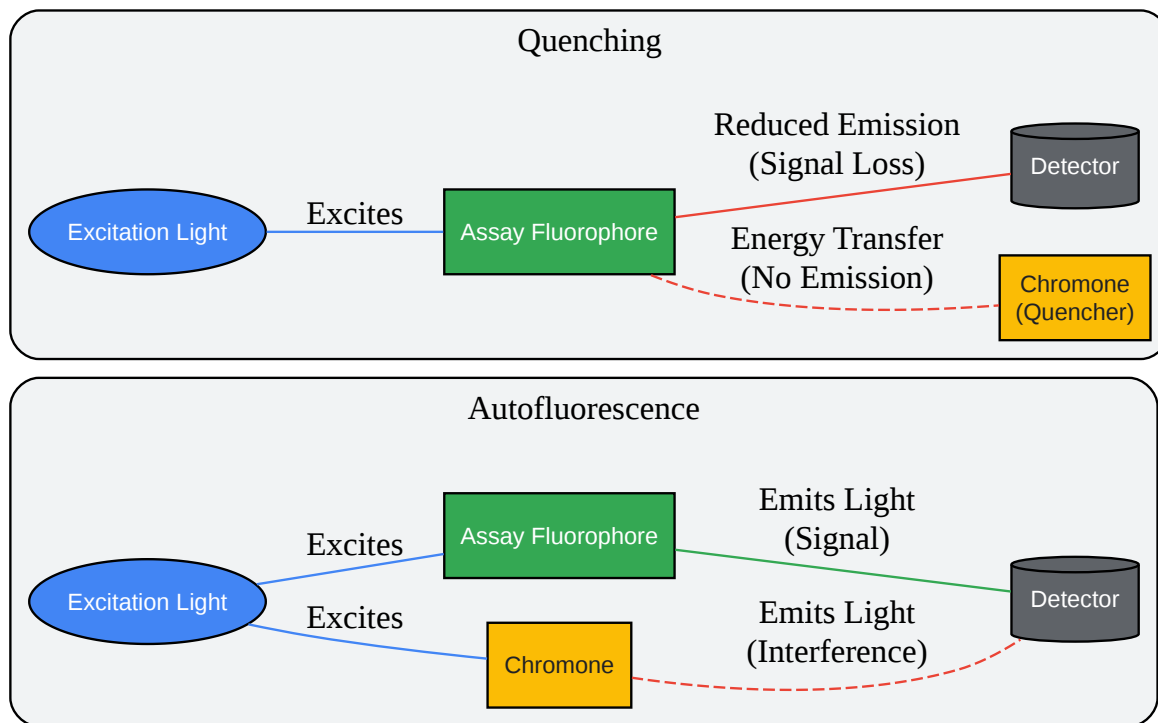 Quenching
Reduced Emission
(Signal Loss)
Detector
Excitation Light
Excites
Assay Fluorophore
Energy Transfer
(No Emission)
Chromone
(Quencher)
Autofluorescence
Emits Light
(Signal)
Excites
Assay Fluorophore
Excitation Light
Detector
Excites
Emits Light
(Interference)
Chromone